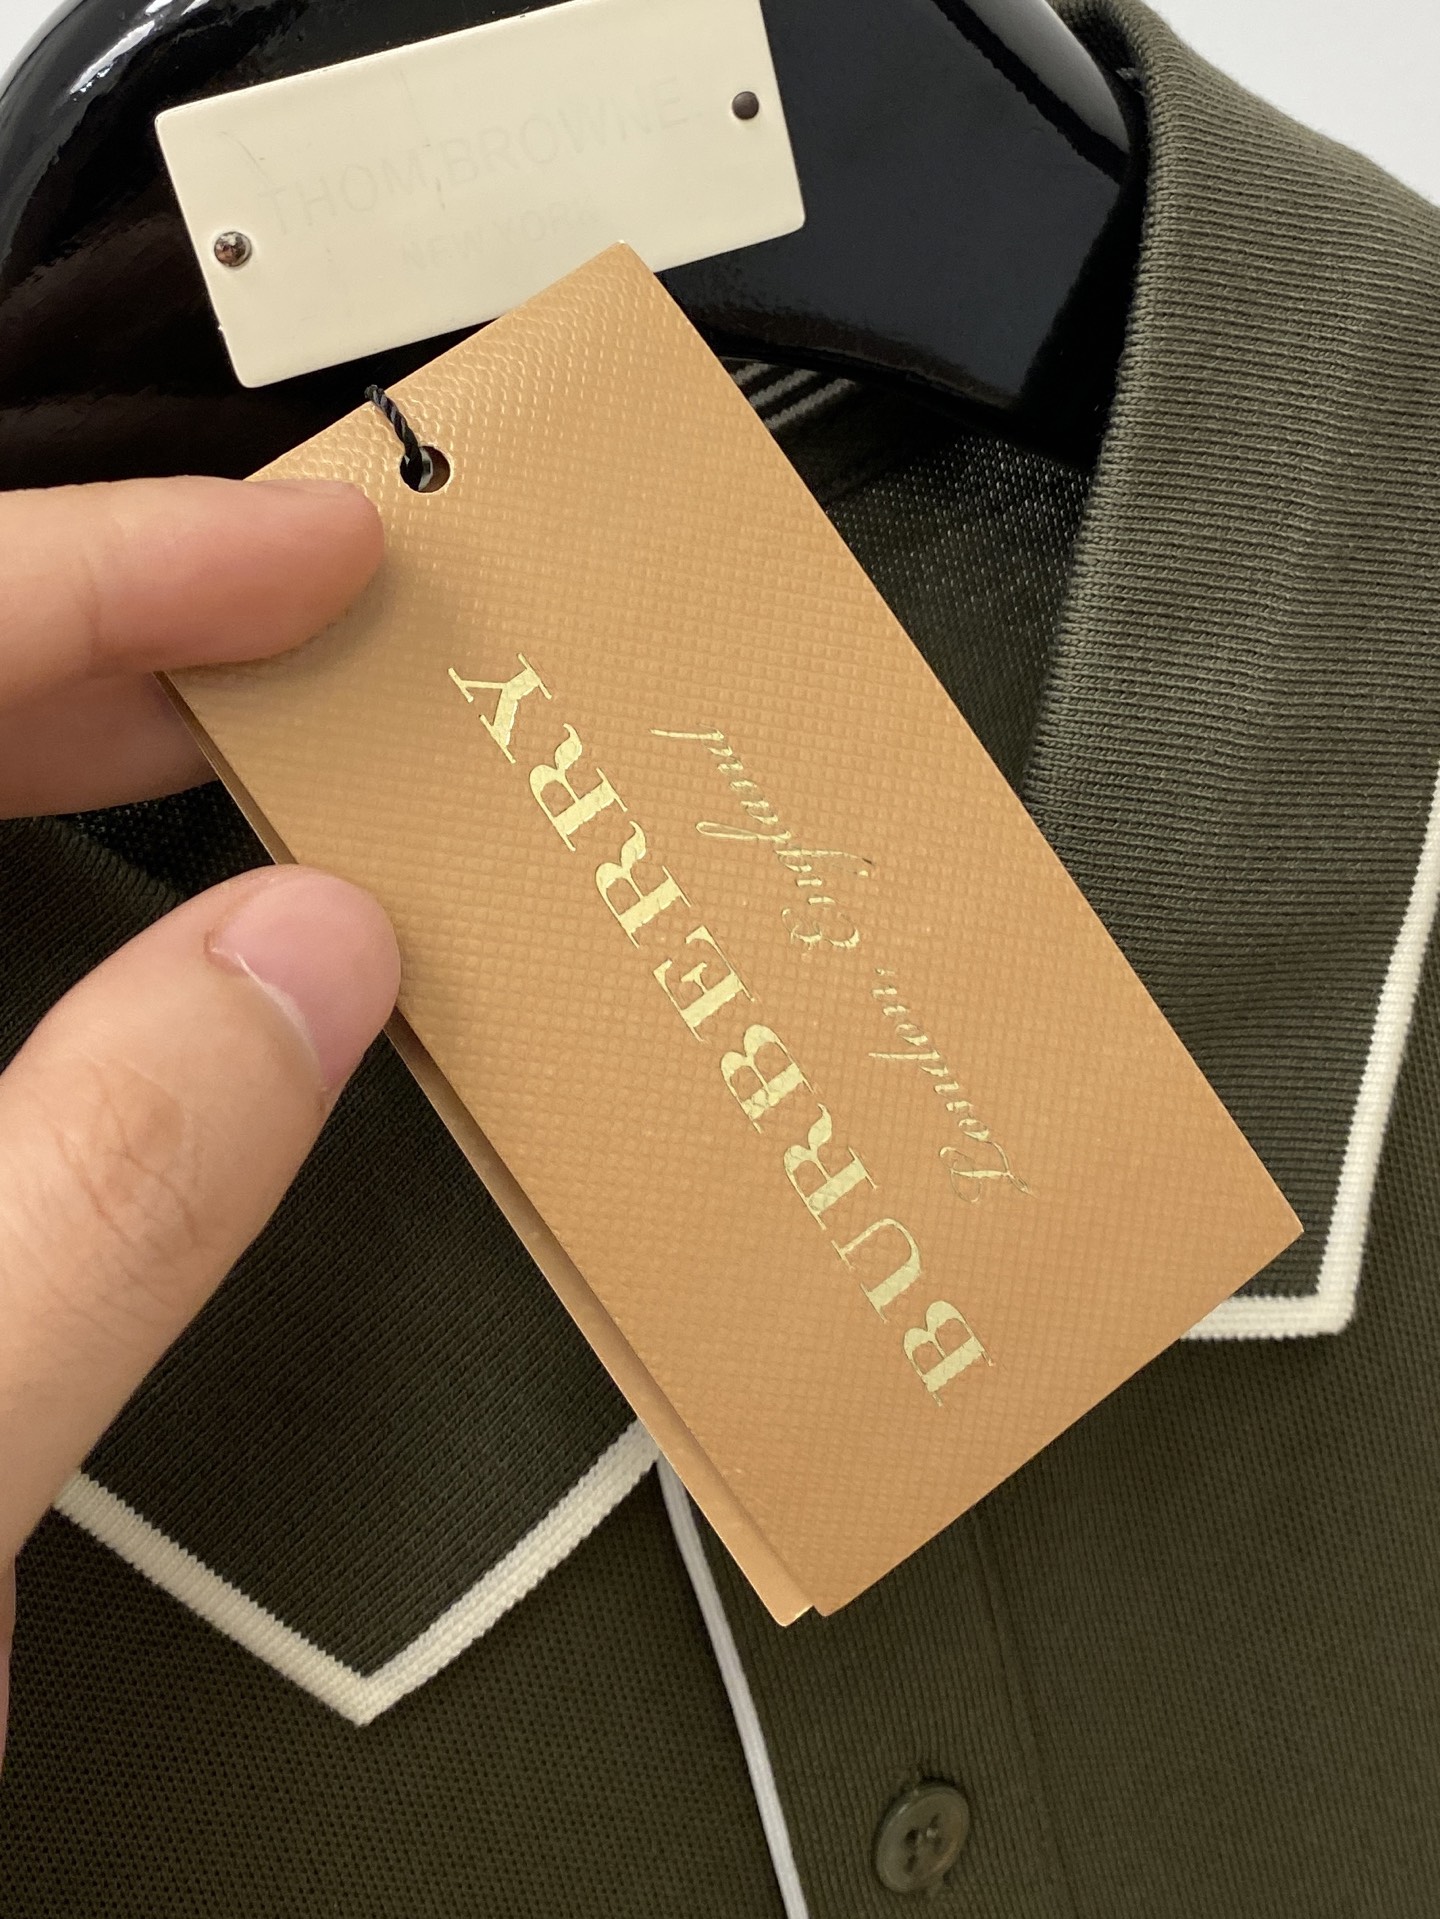 THOM BROWNE.
NEW YORK
BURBERRY
London, England